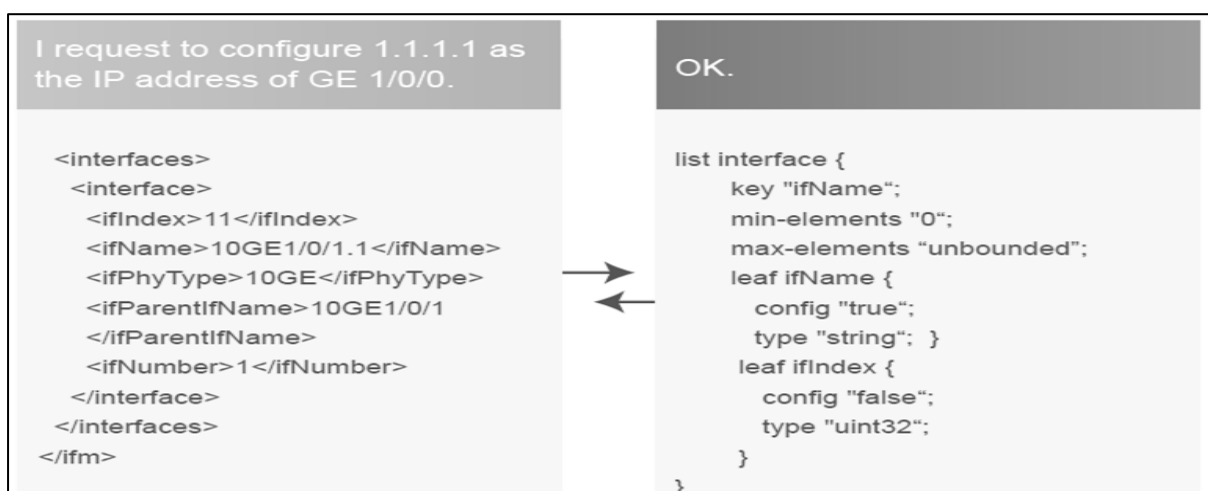 I request to configure 1.1.1.1 as
the IP address of GE 1/0/0.
<interfaces>
<interface>
<ifIndex>11</ifIndex>
<ifName>10GE1/0/1.1</ifName>
<ifPhyType>10GE</ifPhyType>
<ifParentIfName>10GE1/0/1
</ifParentIfName>
<ifNumber>1</ifNumber>
</interface>
</interfaces>
</ifm>
OK.
list interface {
key "ifName“;
min-elements "0“;
max-elements “unbounded”;
leaf ifName {
config "true“;
type "string“; }
leaf ifIndex {
config "false“;
type "uint32“;
}
}